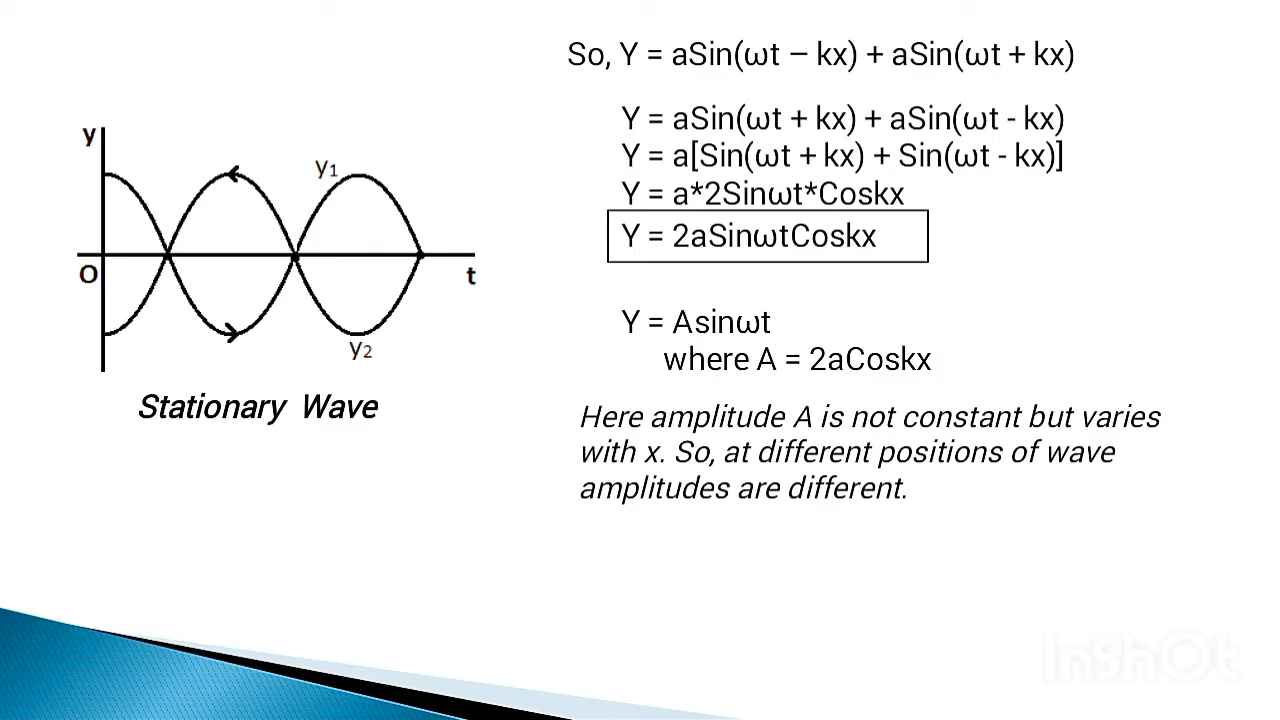 So, Y = aSin(ωt – kx) + aSin(ωt + kx)
Y = aSin(ωt + kx) + aSin(ωt - kx)
Y = a[Sin(ωt + kx) + Sin(ωt - kx)]
Y = a*2Sinωt*Coskx
Y = 2aSinωtCoskx
Y = Asinωt
where A = 2aCoskx
Here amplitude A is not constant but varies
with x. So, at different positions of wave
amplitudes are different.
y
y1
O
t
y2
Stationary Wave
InShOt